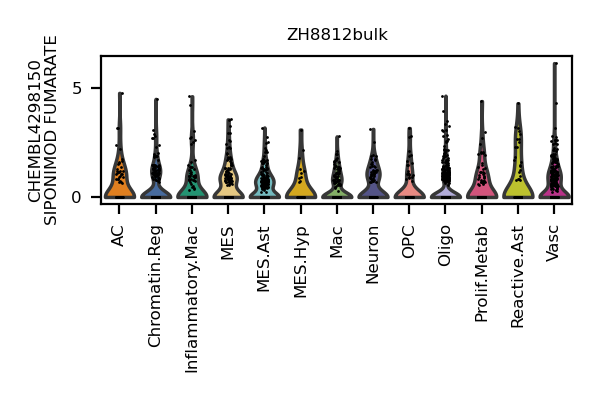 ZH8812bulk
CHEMBL4298150
SIPONIMOD FUMARATE
5
0
AC
Chromatin.Reg
Inflammatory.Mac
MES
MES.Ast
MES.Hyp
Mac
Neuron
OPC
Oligo
Prolif.Metab
Reactive.Ast
Vasc